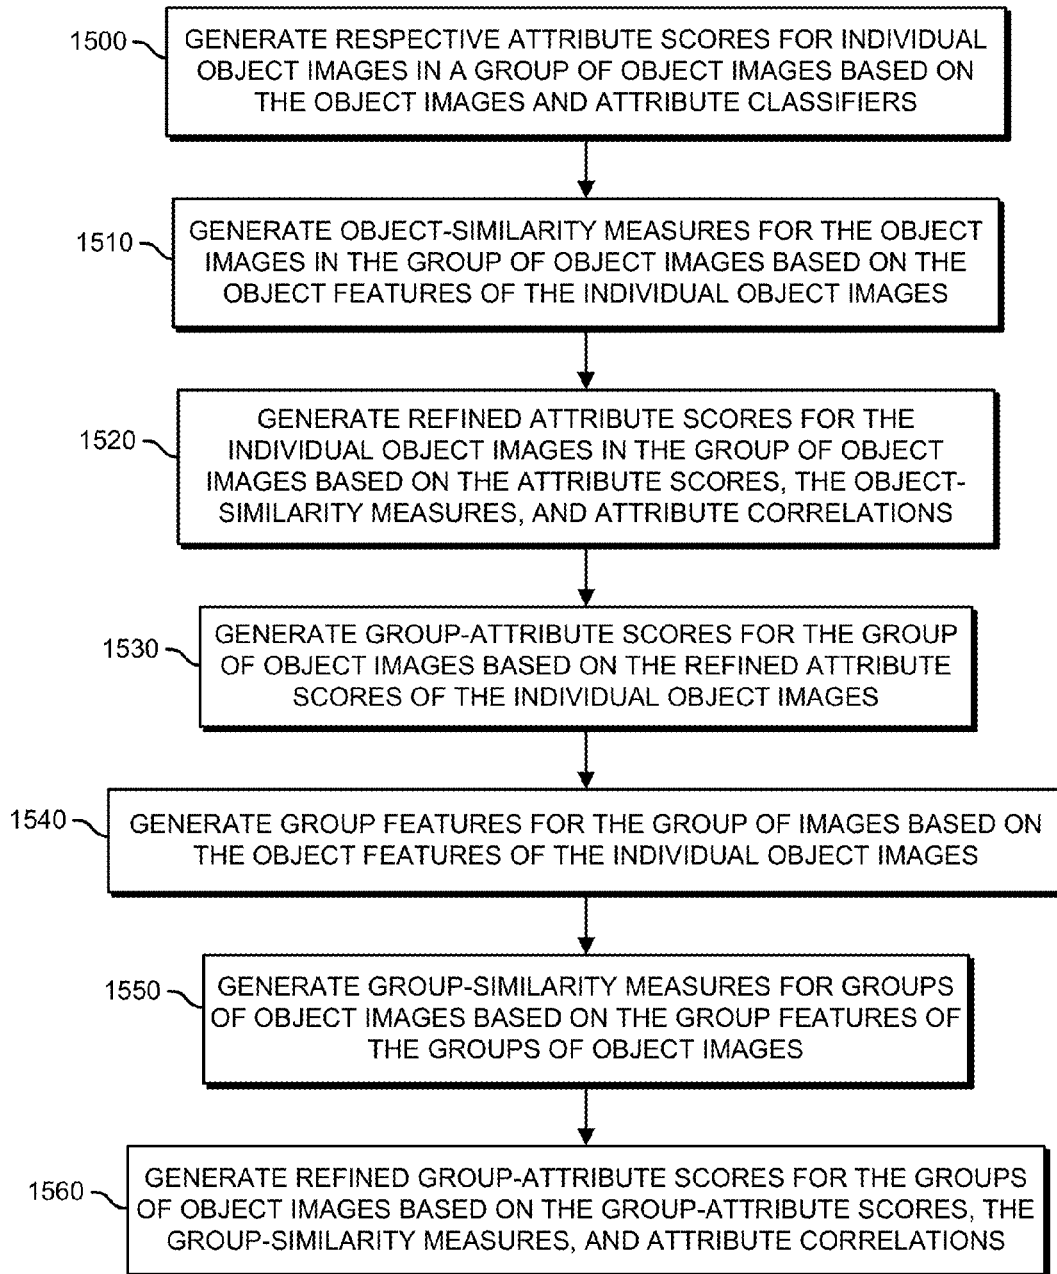 1500
GENERATE RESPECTIVE ATTRIBUTE SCORES FOR INDIVIDUAL
OBJECT IMAGES IN A GROUP OF OBJECT IMAGES BASED ON
THE OBJECT IMAGES AND ATTRIBUTE CLASSIFIERS
1510
GENERATE OBJECT-SIMILARITY MEASURES FOR THE OBJECT
IMAGES IN THE GROUP OF OBJECT IMAGES BASED ON THE
OBJECT FEATURES OF THE INDIVIDUAL OBJECT IMAGES
1520
GENERATE REFINED ATTRIBUTE SCORES FOR THE
INDIVIDUAL OBJECT IMAGES IN THE GROUP OF OBJECT
IMAGES BASED ON THE ATTRIBUTE SCORES, THE OBJECT-
SIMILARITY MEASURES, AND ATTRIBUTE CORRELATIONS
1530
GENERATE GROUP-ATTRIBUTE SCORES FOR THE GROUP
OF OBJECT IMAGES BASED ON THE REFINED ATTRIBUTE
SCORES OF THE INDIVIDUAL OBJECT IMAGES
1540
GENERATE GROUP FEATURES FOR THE GROUP OF IMAGES BASED ON
THE OBJECT FEATURES OF THE INDIVIDUAL OBJECT IMAGES
1550
GENERATE GROUP-SIMILARITY MEASURES FOR GROUPS
OF OBJECT IMAGES BASED ON THE GROUP FEATURES OF
THE GROUPS OF OBJECT IMAGES
1560
GENERATE REFINED GROUP-ATTRIBUTE SCORES FOR THE GROUPS
OF OBJECT IMAGES BASED ON THE GROUP-ATTRIBUTE SCORES, THE
GROUP-SIMILARITY MEASURES, AND ATTRIBUTE CORRELATIONS